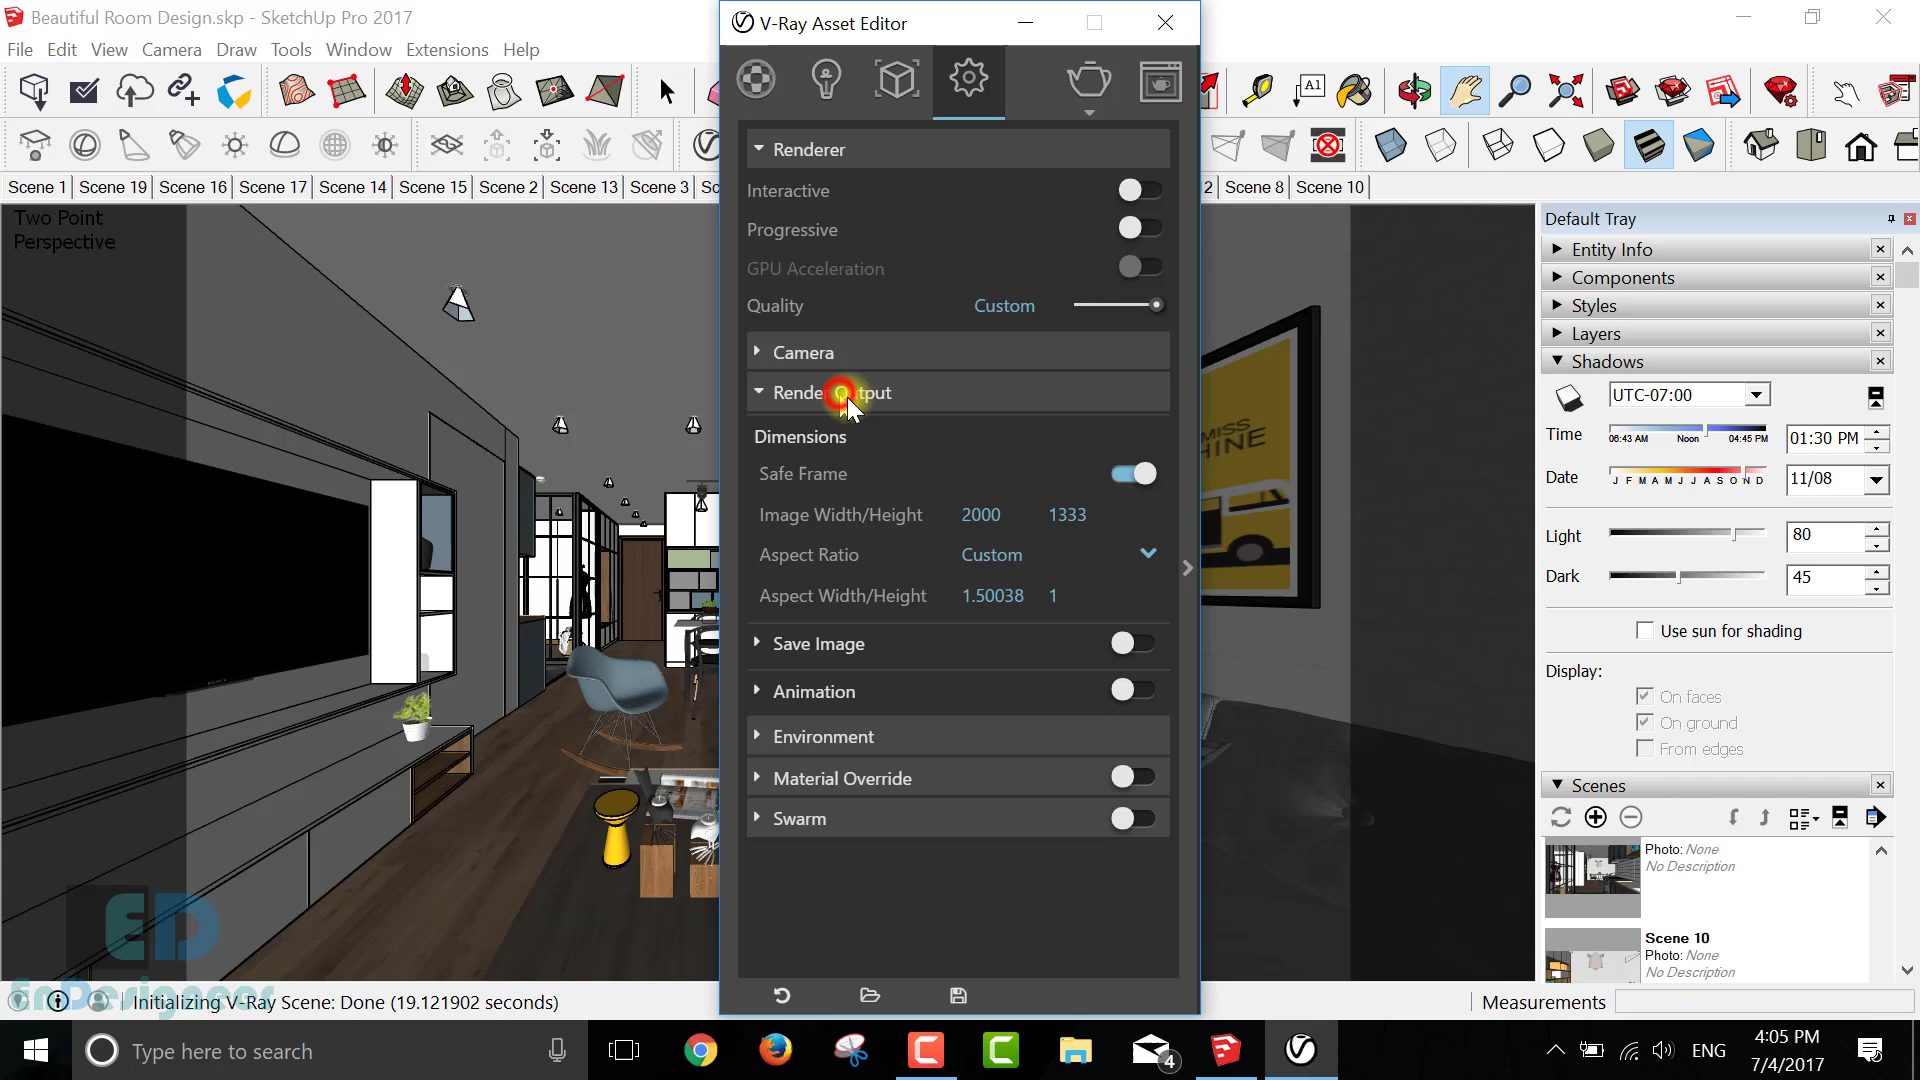 Beautiful Room Design.skp - SketchUp Pro 2017
File Edit View Camera Draw Tools Window Extensions Help
V-Ray Asset Editor
A1
Scene 1 Scene 19 Scene 16 Scene 17 Scene 14 Scene 15 Scene 2 Scene 13 Scene 3 Sc
2 Scene 8 Scene 10
Two Point
Perspective
Renderer
Interactive
Progressive
GPU Acceleration
Quality Custom
Camera
Render Output
Dimensions
Safe Frame
Image Width/Height 2000 1333
Aspect Ratio Custom
Aspect Width/Height 1.50038 1
Save Image
Animation
Environment
Material Override
Swarm
MISS
HINE
Default Tray
Entity Info
Components
Styles
Layers
Shadows
UTC-07:00
Time 06:43 AM Noon 04:45 PM 01:30 PM
Date J F M A M J J A S O N D 11/08
Light 80
Dark 45
Use sun for shading
Display:
On faces
On ground
From edges
Scenes
Photo: None
No Description
Scene 10
Photo: None
No Description
ED
EnDesigneer
Initializing V-Ray Scene: Done (19.121902 seconds)
Measurements
Type here to search
4
ENG
4:05 PM
7/4/2017